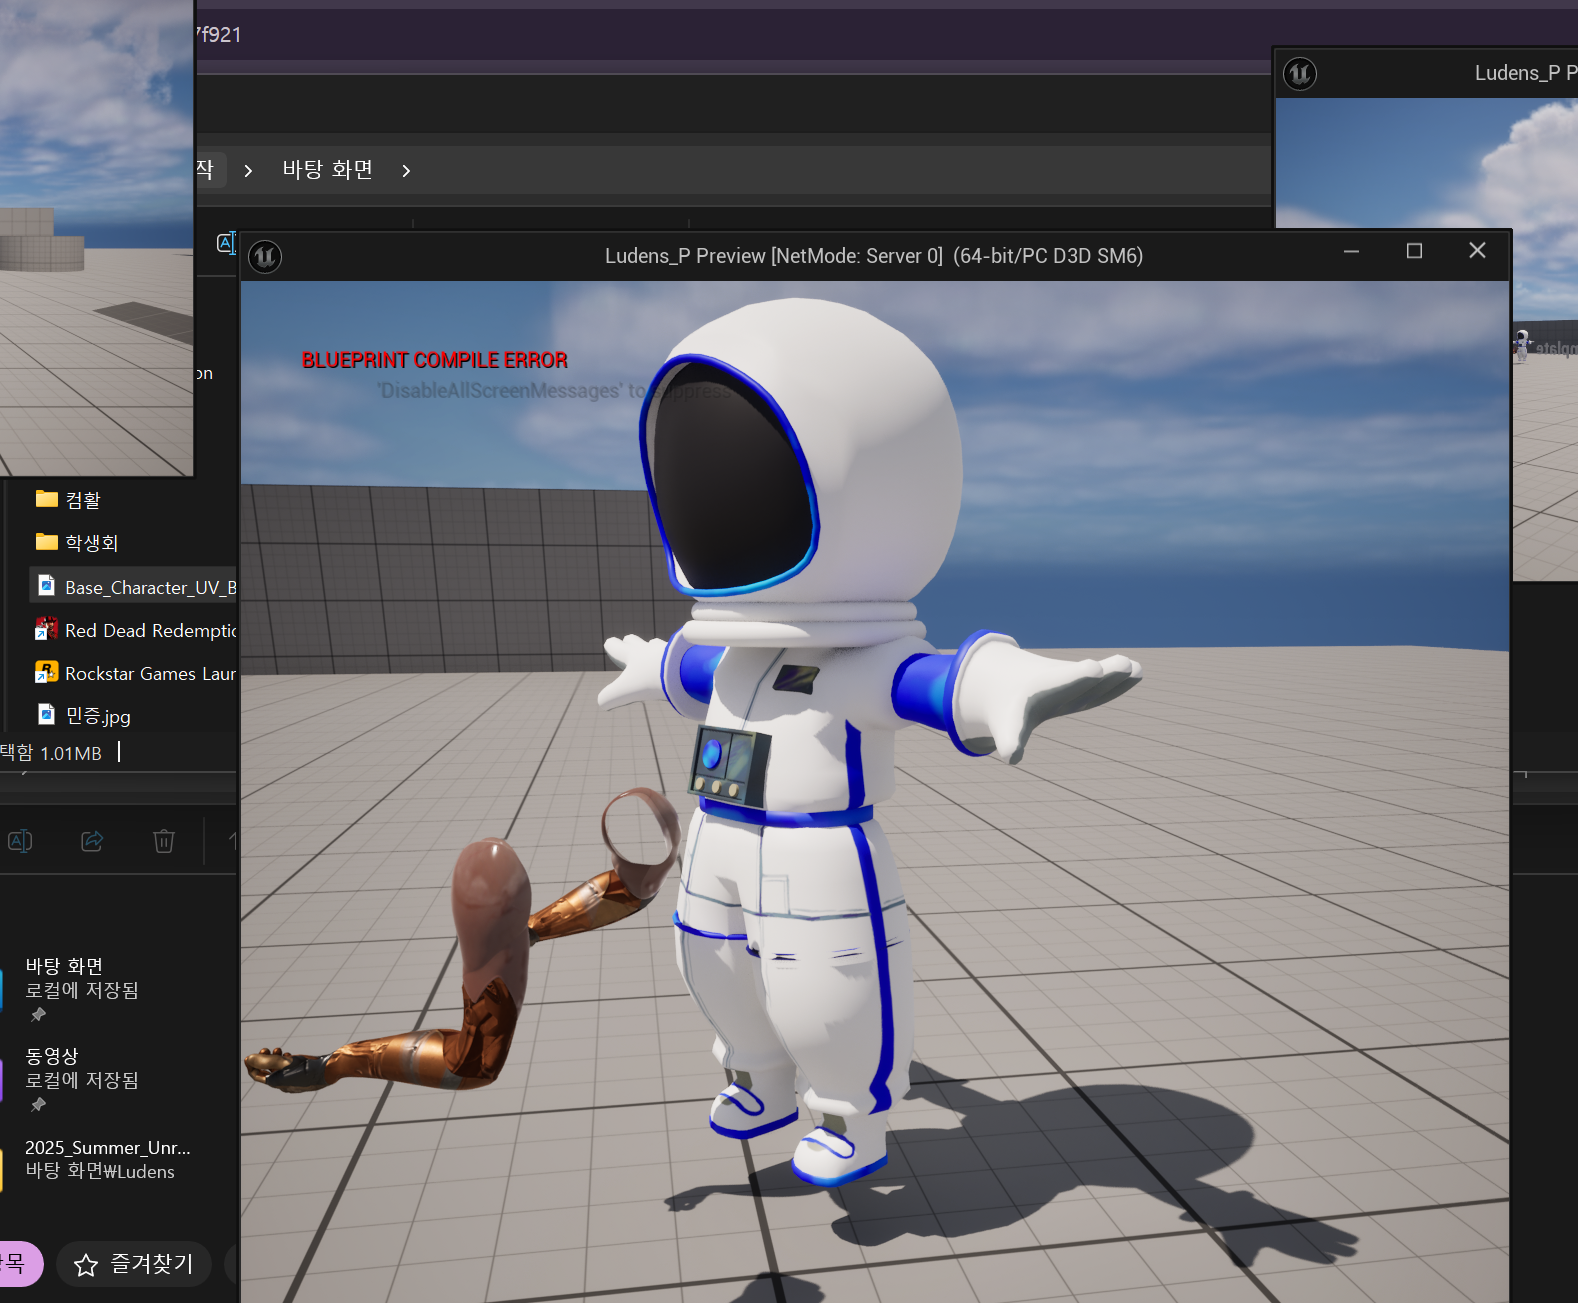 7f921
Ludens_P P
작 > 바탕 화면 >
Ludens_P Preview [NetMode: Server 0] (64-bit/PC D3D SM6)
BLUEPRINT COMPILE ERROR
'DisableAllScreenMessages' to suppress
on
컴활
학생회
Base_Character_UV_B
Red Dead Redemptio
Rockstar Games Laun
민증.jpg
택함 1.01MB
바탕 화면
로컬에 저장됨
동영상
로컬에 저장됨
2025_Summer_Unr...
바탕 화면₩Ludens
목
즐겨찾기